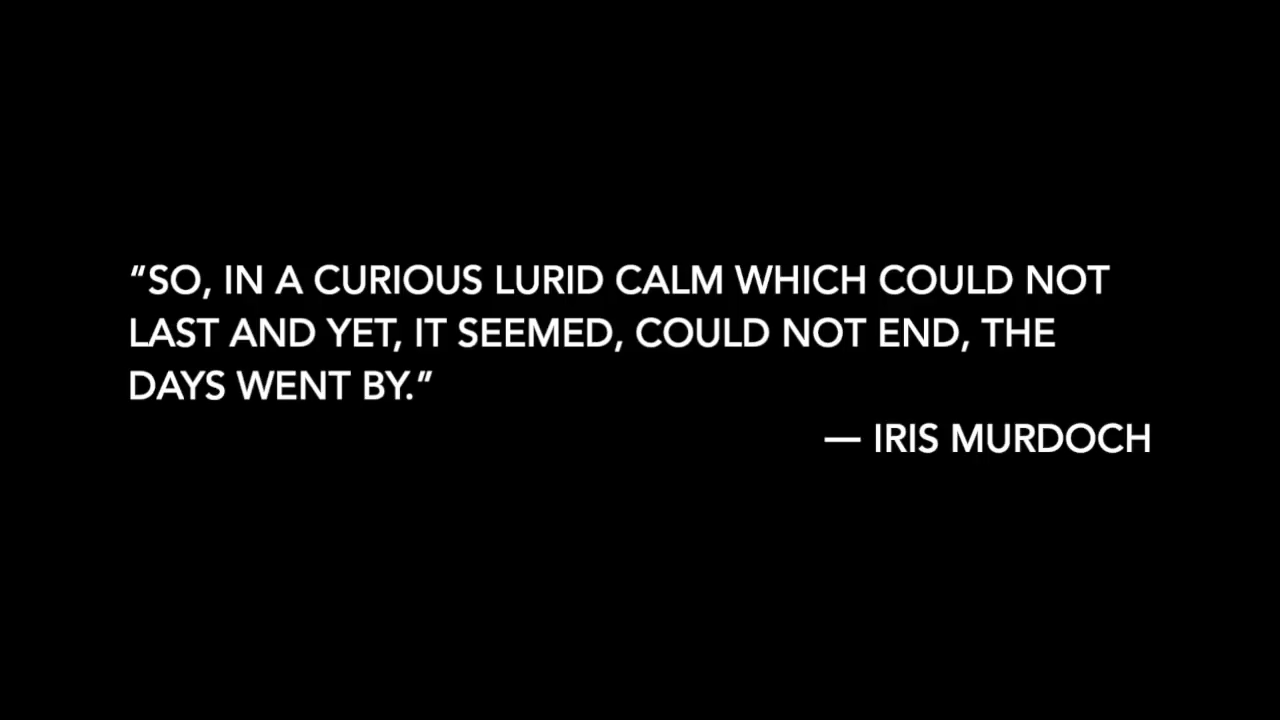 “SO, IN A CURIOUS LURID CALM WHICH COULD NOT
LAST AND YET, IT SEEMED, COULD NOT END, THE
DAYS WENT BY.”
— IRIS MURDOCH